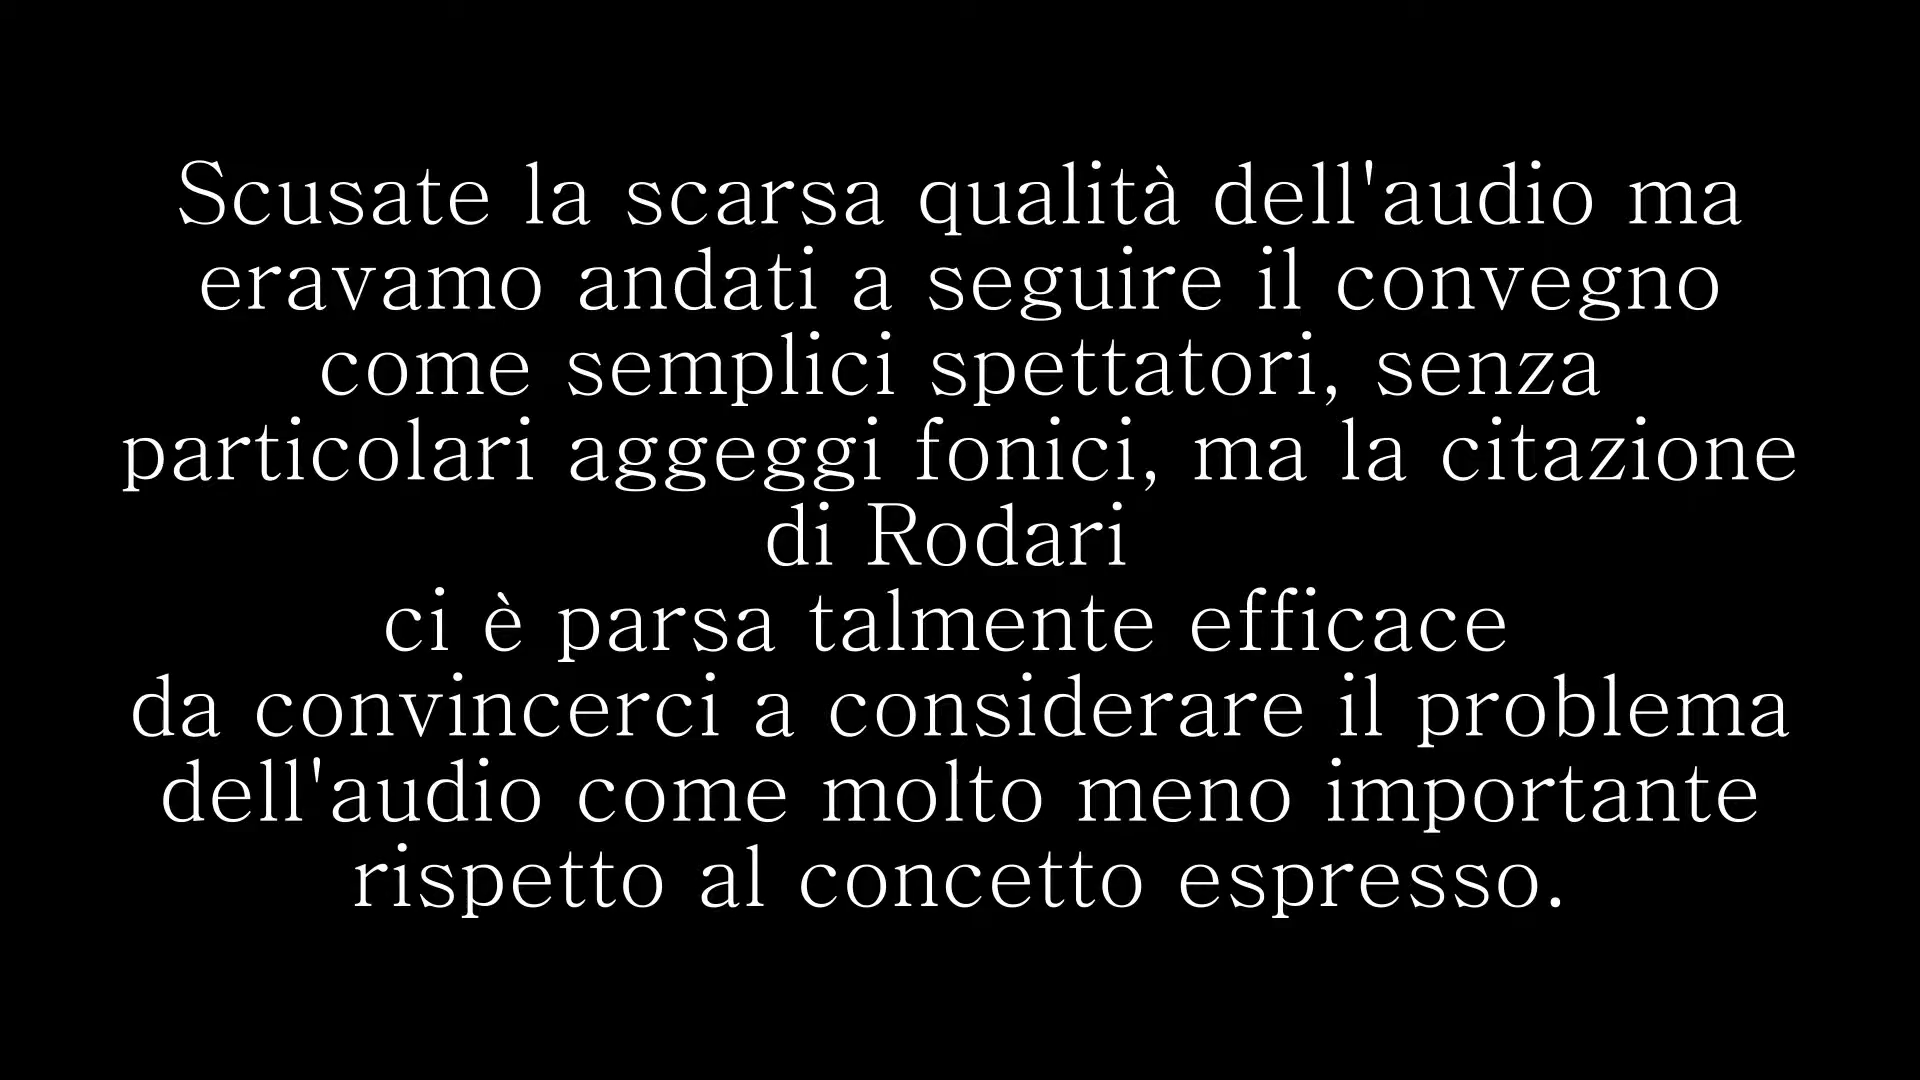 Scusate la scarsa qualità dell'audio ma
eravamo andati a seguire il convegno
come semplici spettatori, senza
particolari aggeggi fonici, ma la citazione
di Rodari
ci è parsa talmente efficace
da convincerci a considerare il problema
dell'audio come molto meno importante
rispetto al concetto espresso.